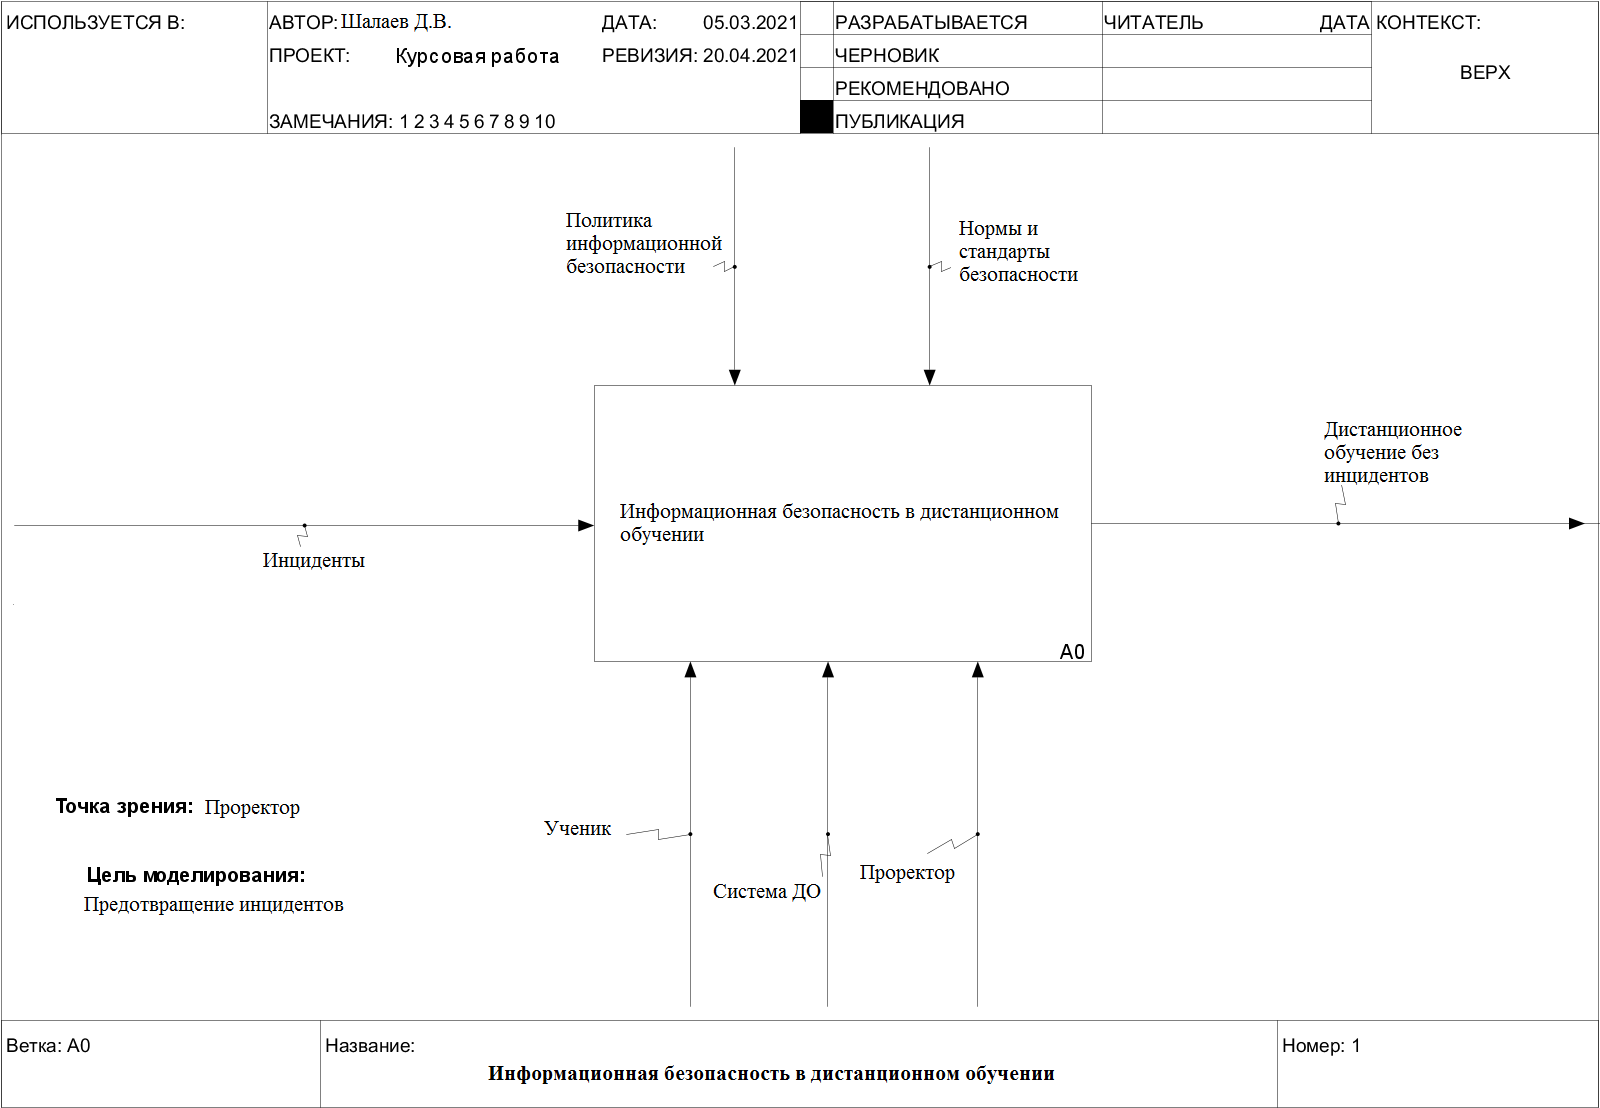 ИСПОЛЬЗУЕТСЯ В:
АВТОР: Шалаев Д.В.
ДАТА: 05.03.2021
ПРОЕКТ: Курсовая работа
РЕВИЗИЯ: 20.04.2021
ЗАМЕЧАНИЯ: 1 2 3 4 5 6 7 8 9 10
РАЗРАБАТЫВАЕТСЯ
ЧЕРНОВИК
РЕКОМЕНДОВАНО
ПУБЛИКАЦИЯ
ЧИТАТЕЛЬ
ДАТА
КОНТЕКСТ:
ВЕРХ
Политика
информационной
безопасности
Нормы и
стандарты
безопасности
Дистанционное
обучение без
инцидентов
Информационная безопасность в дистанционном
обучении
Инциденты
A0
Точка зрения: Проректор
Ученик
Проректор
Система ДО
Цель моделирования:
Предотвращение инцидентов
Ветка: A0
Название:
Информационная безопасность в дистанционном обучении
Номер: 1